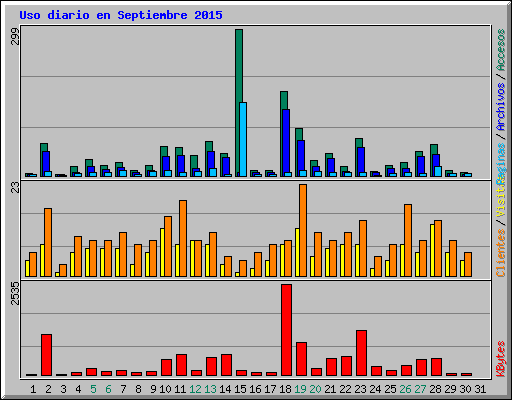 Uso diario en Septiembre 2015
299
23
2535
Clientes / Visitas
Paginas / Archivos / Accesos
KBytes
1 2 3 4 5 6 7 8 9 10 11 12 13 14 15 16 17 18 19 20 21 22 23 24 25 26 27 28 29 30 31